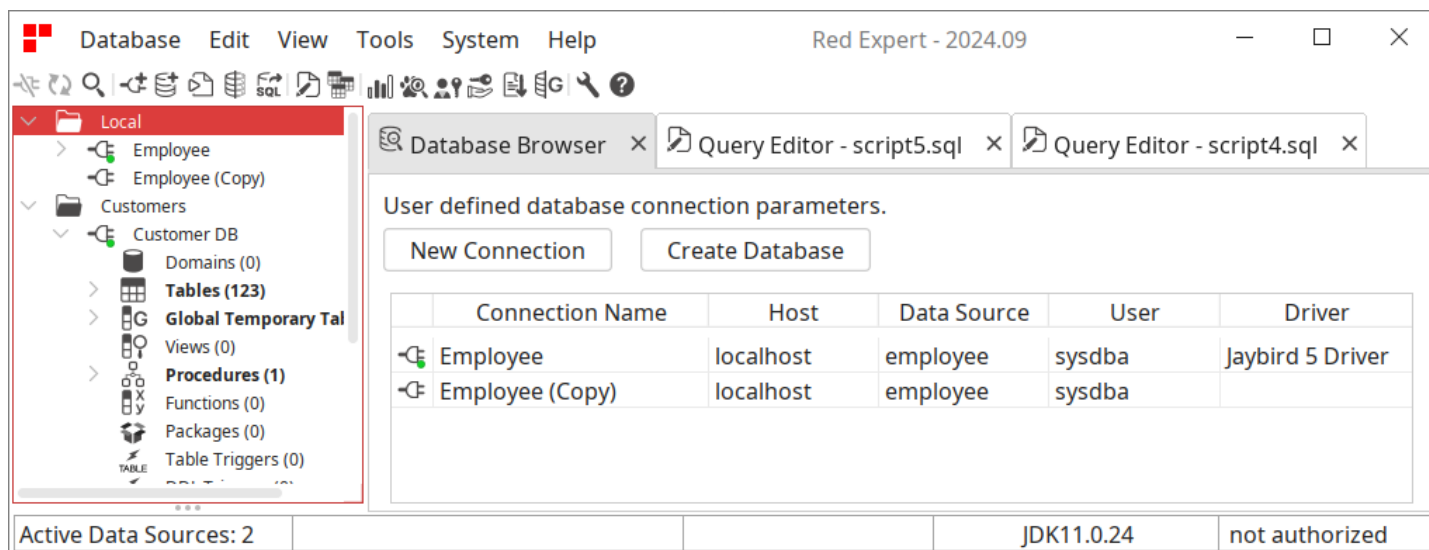 Database Edit View Tools System Help Red Expert - 2024.09
SQL G
Local
Employee
Employee (Copy)
Customers
Customer DB
Domains (0)
Tables (123)
G Global Temporary Tal
Views (0)
Procedures (1)
X y Functions (0)
Packages (0)
TABLE Table Triggers (0)
Database Browser Query Editor - script5.sql Query Editor - script4.sql
User defined database connection parameters.
New Connection Create Database
Connection Name Host Data Source User Driver
Employee localhost employee sysdba Jaybird 5 Driver
Employee (Copy) localhost employee sysdba
Active Data Sources: 2 JDK11.0.24 not authorized